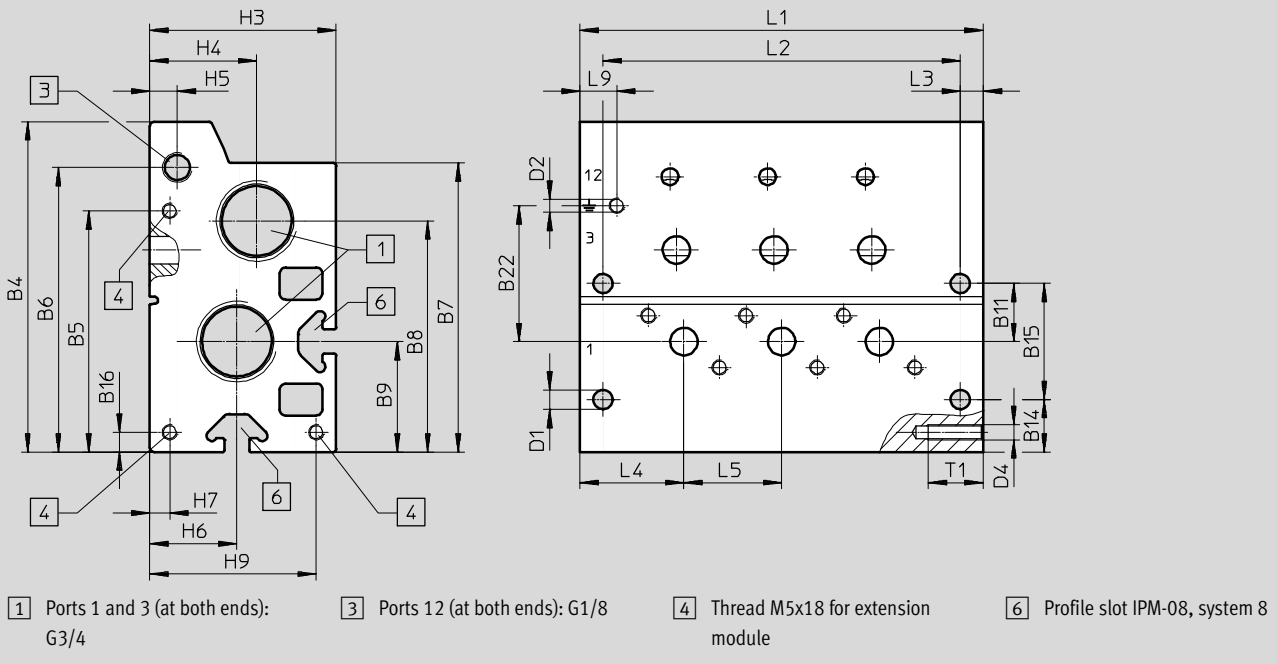 H3
H4
H5
3
B4
B6
B5
B16
4
1
6
B7
B8
B9
6
4
H7
4
H6
H9
L1
L2
L9
L3
D2
12
3
B22
1
B11
B15
B14
D1
L4
L5
T1
D4
1 Ports 1 and 3 (at both ends):
G3/4
3 Ports 12 (at both ends): G1/8
4 Thread M5x18 for extension
module
6 Profile slot IPM-08, system 8